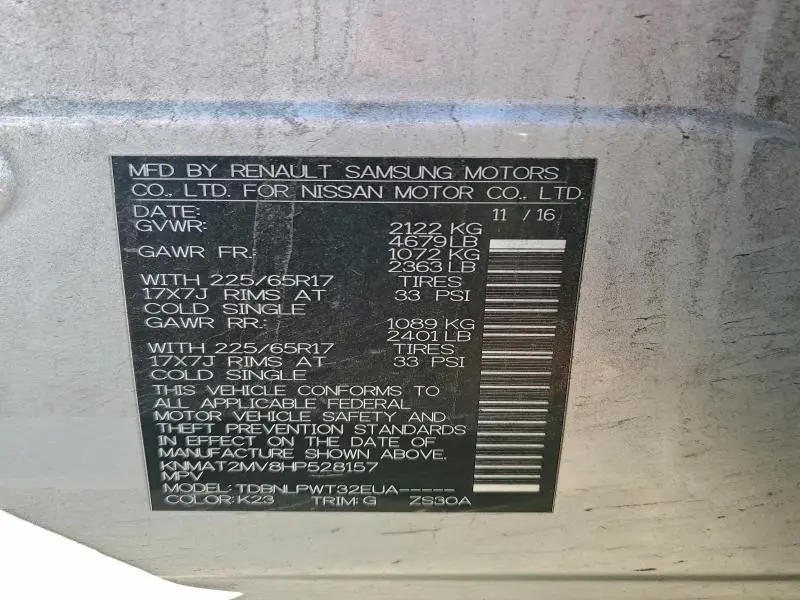 MFD BY RENAULT SAMSUNG MOTORS
CO., LTD. FOR NISSAN MOTOR CO., LTD.
DATE: 11 / 16
GVWR: 2122 KG
4679 LB
GAWR FR.: 1072 KG
2363 LB
WITH 225/65R17 TIRES
17X7J RIMS AT 33 PSI
COLD SINGLE
GAWR RR.: 1089 KG
2401 LB
WITH 225/65R17 TIRES
17X7J RIMS AT 33 PSI
COLD SINGLE
THIS VEHICLE CONFORMS TO
ALL APPLICABLE FEDERAL
MOTOR VEHICLE SAFETY AND
THEFT PREVENTION STANDARDS
IN EFFECT ON THE DATE OF
MANUFACTURE SHOWN ABOVE.
KNMAT2MV8HP528157
MPV
MODEL: TDBNLPWT32EUA-----
COLOR: K23 TRIM: G ZS30A